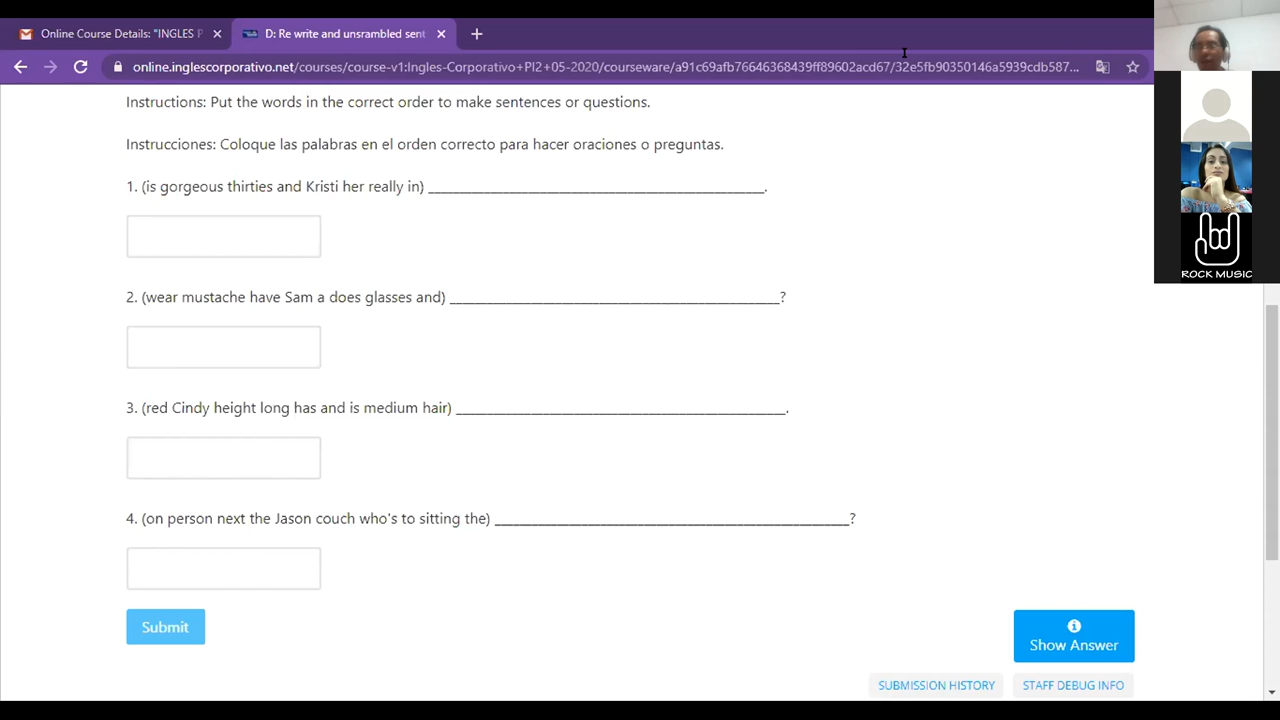 Online Course Details: "INGLES P
D: Re write and unsrambled sent
online.inglescorporativo.net/courses/course-v1:Ingles-Corporativo+PI2+05-2020/courseware/a91c69afb76646368439ff89602acd67/32e5fb90350146a5939cdb587...
Instructions: Put the words in the correct order to make sentences or questions.
Instrucciones: Coloque las palabras en el orden correcto para hacer oraciones o preguntas.
1. (is gorgeous thirties and Kristi her really in) ______________________________________________.
2. (wear mustache have Sam a does glasses and) _____________________________________________?
3. (red Cindy height long has and is medium hair) _____________________________________________.
4. (on person next the Jason couch who's to sitting the) ________________________________________________?
Submit
Show Answer
SUBMISSION HISTORY
STAFF DEBUG INFO
ROCK MUSIC